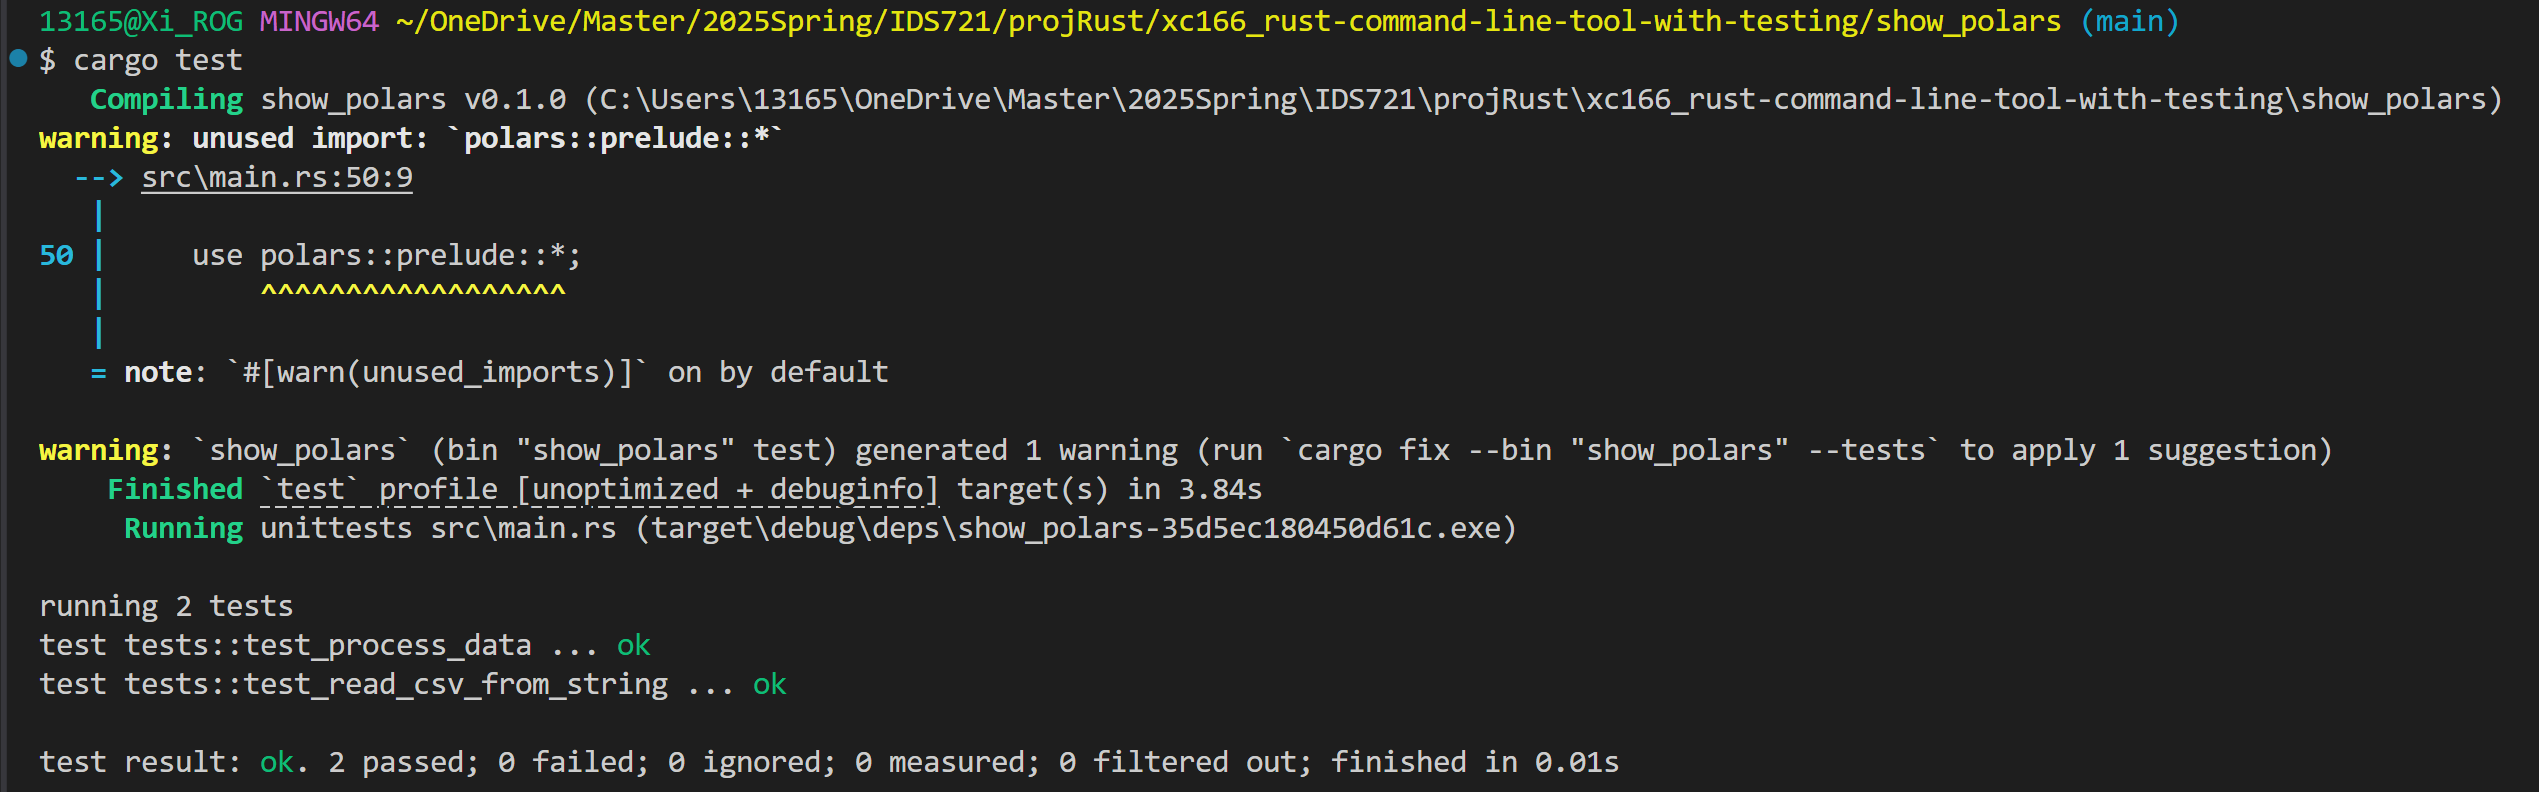 13165@Xi_ROG MINGW64 ~/OneDrive/Master/2025Spring/IDS721/projRust/xc166_rust-command-line-tool-with-testing/show_polars (main)
$ cargo test
   Compiling show_polars v0.1.0 (C:\Users\13165\OneDrive\Master\2025Spring\IDS721\projRust\xc166_rust-command-line-tool-with-testing\show_polars)
warning: unused import: `polars::prelude::*`
  --> src\main.rs:50:9
   |
50 |     use polars::prelude::*;
   |         ^^^^^^^^^^^^^^^^^^
   |
   = note: `#[warn(unused_imports)]` on by default

warning: `show_polars` (bin "show_polars" test) generated 1 warning (run `cargo fix --bin "show_polars" --tests` to apply 1 suggestion)
    Finished `test` profile [unoptimized + debuginfo] target(s) in 3.84s
     Running unittests src\main.rs (target\debug\deps\show_polars-35d5ec180450d61c.exe)

running 2 tests
test tests::test_process_data ... ok
test tests::test_read_csv_from_string ... ok

test result: ok. 2 passed; 0 failed; 0 ignored; 0 measured; 0 filtered out; finished in 0.01s